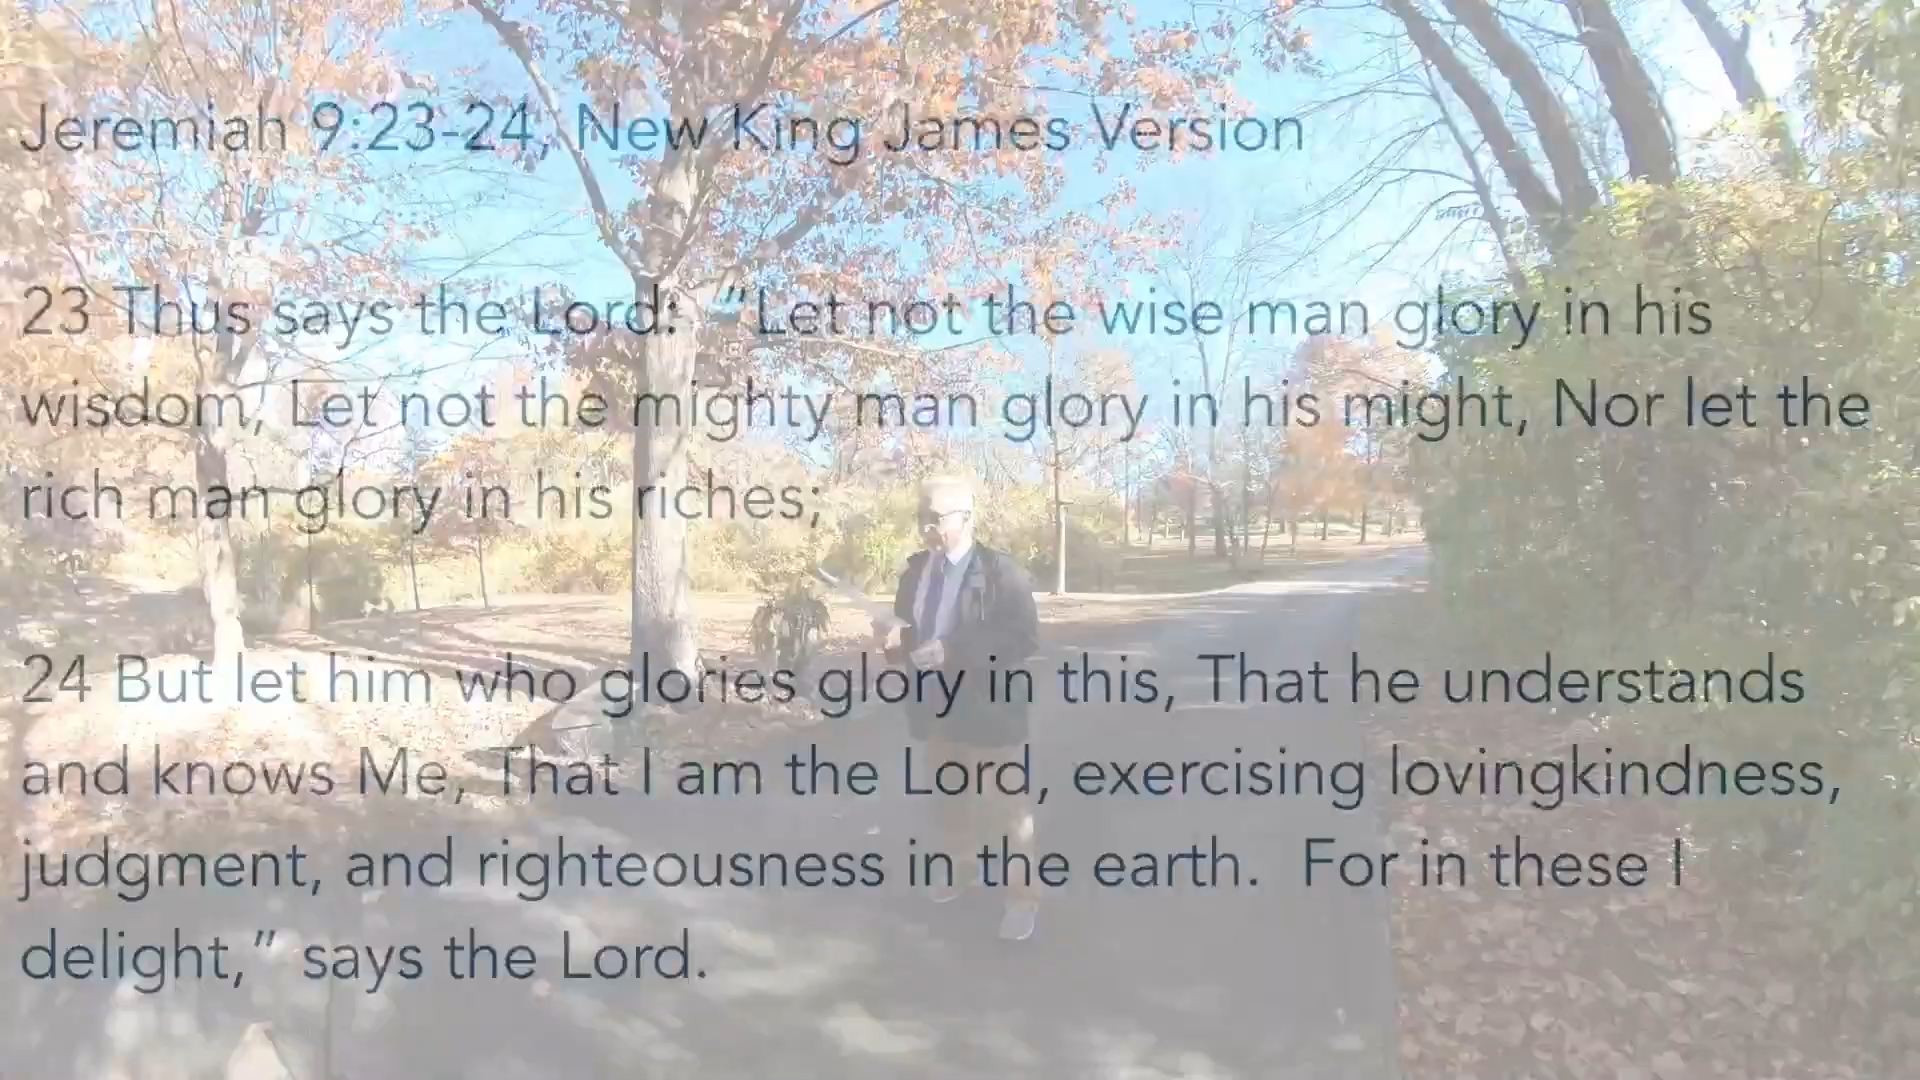 Jeremiah 9:23-24, New King James Version
23 Thus says the Lord:  "Let not the wise man glory in his
wisdom, Let not the mighty man glory in his might, Nor let the
rich man glory in his riches;
24 But let him who glories glory in this, That he understands
and knows Me, That I am the Lord, exercising lovingkindness,
judgment, and righteousness in the earth.  For in these I
delight," says the Lord.